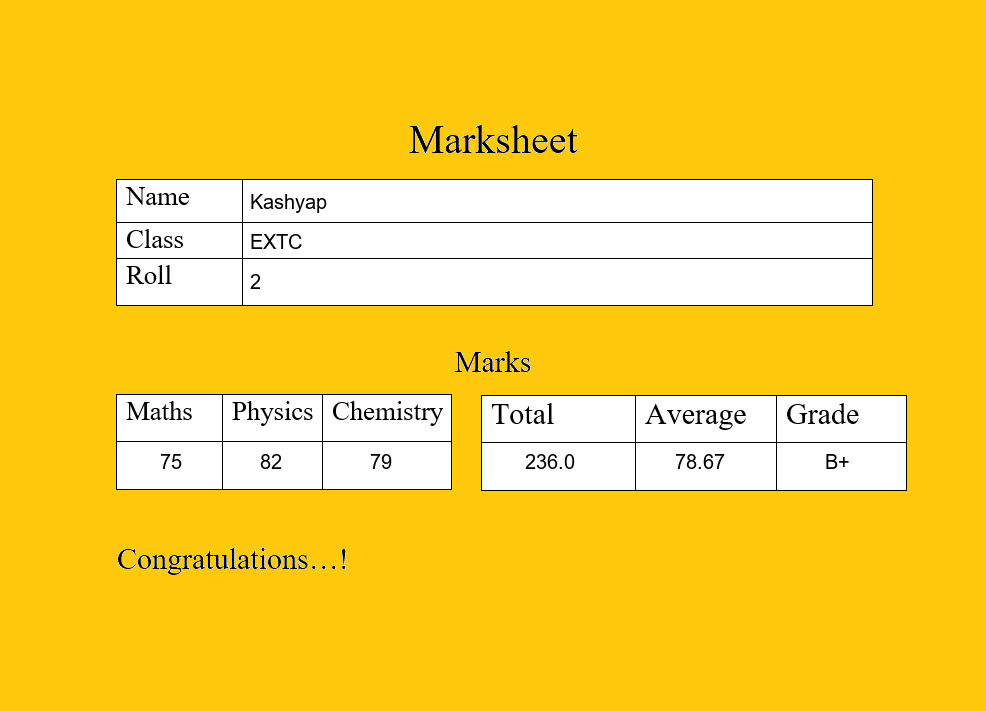 Marksheet
Name Kashyap
Class EXTC
Roll 2
Marks
Maths Physics Chemistry Total Average Grade
75 82 79 236.0 78.67 B+
Congratulations…!